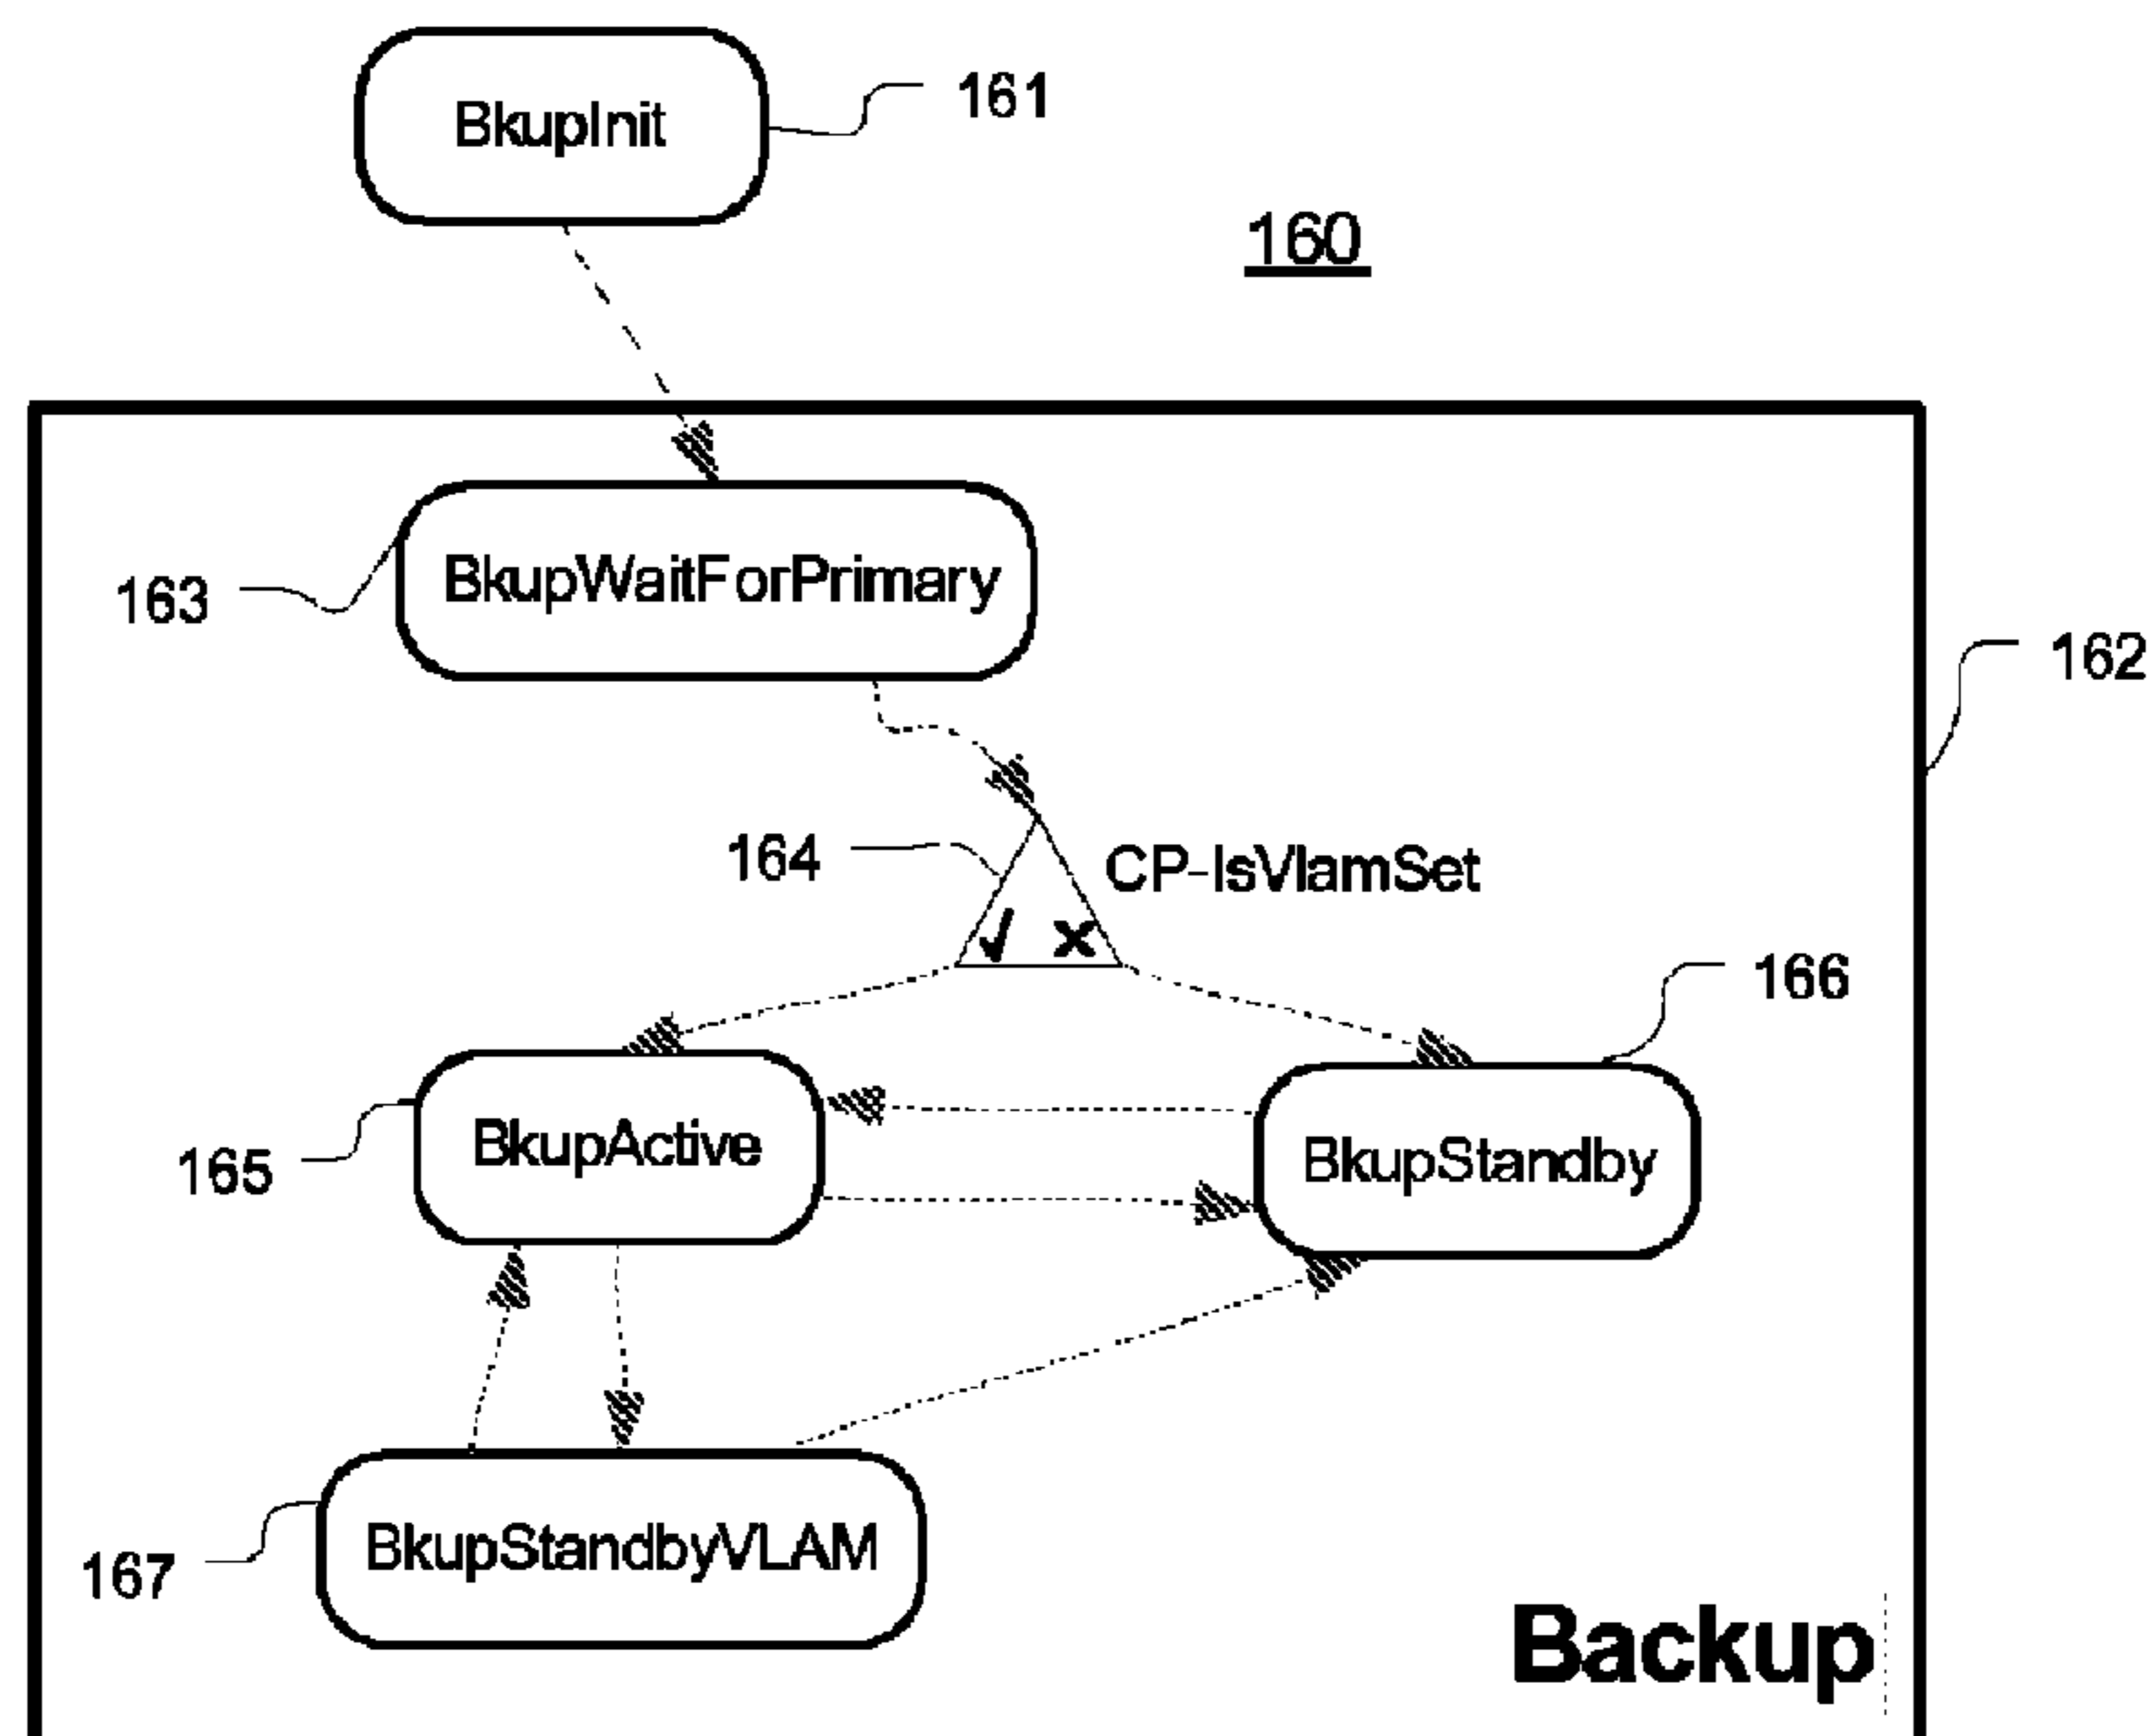 BkupInit
161
160
BkupWaitForPrimary
163
162
164
CP-IsVlamSet
166
BkupActive
165
BkupStandby
BkupStandbyVLAM
167
Backup